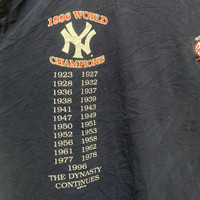 1996 WORLD
NY
CHAMPIONS
1923 1927
1928 1932
1936 1937
1938 1939
1941 1943
1947 1949
1950 1951
1952 1953
1956 1958
1961 1962
1977 1978
1996
THE DYNASTY
CONTINUES